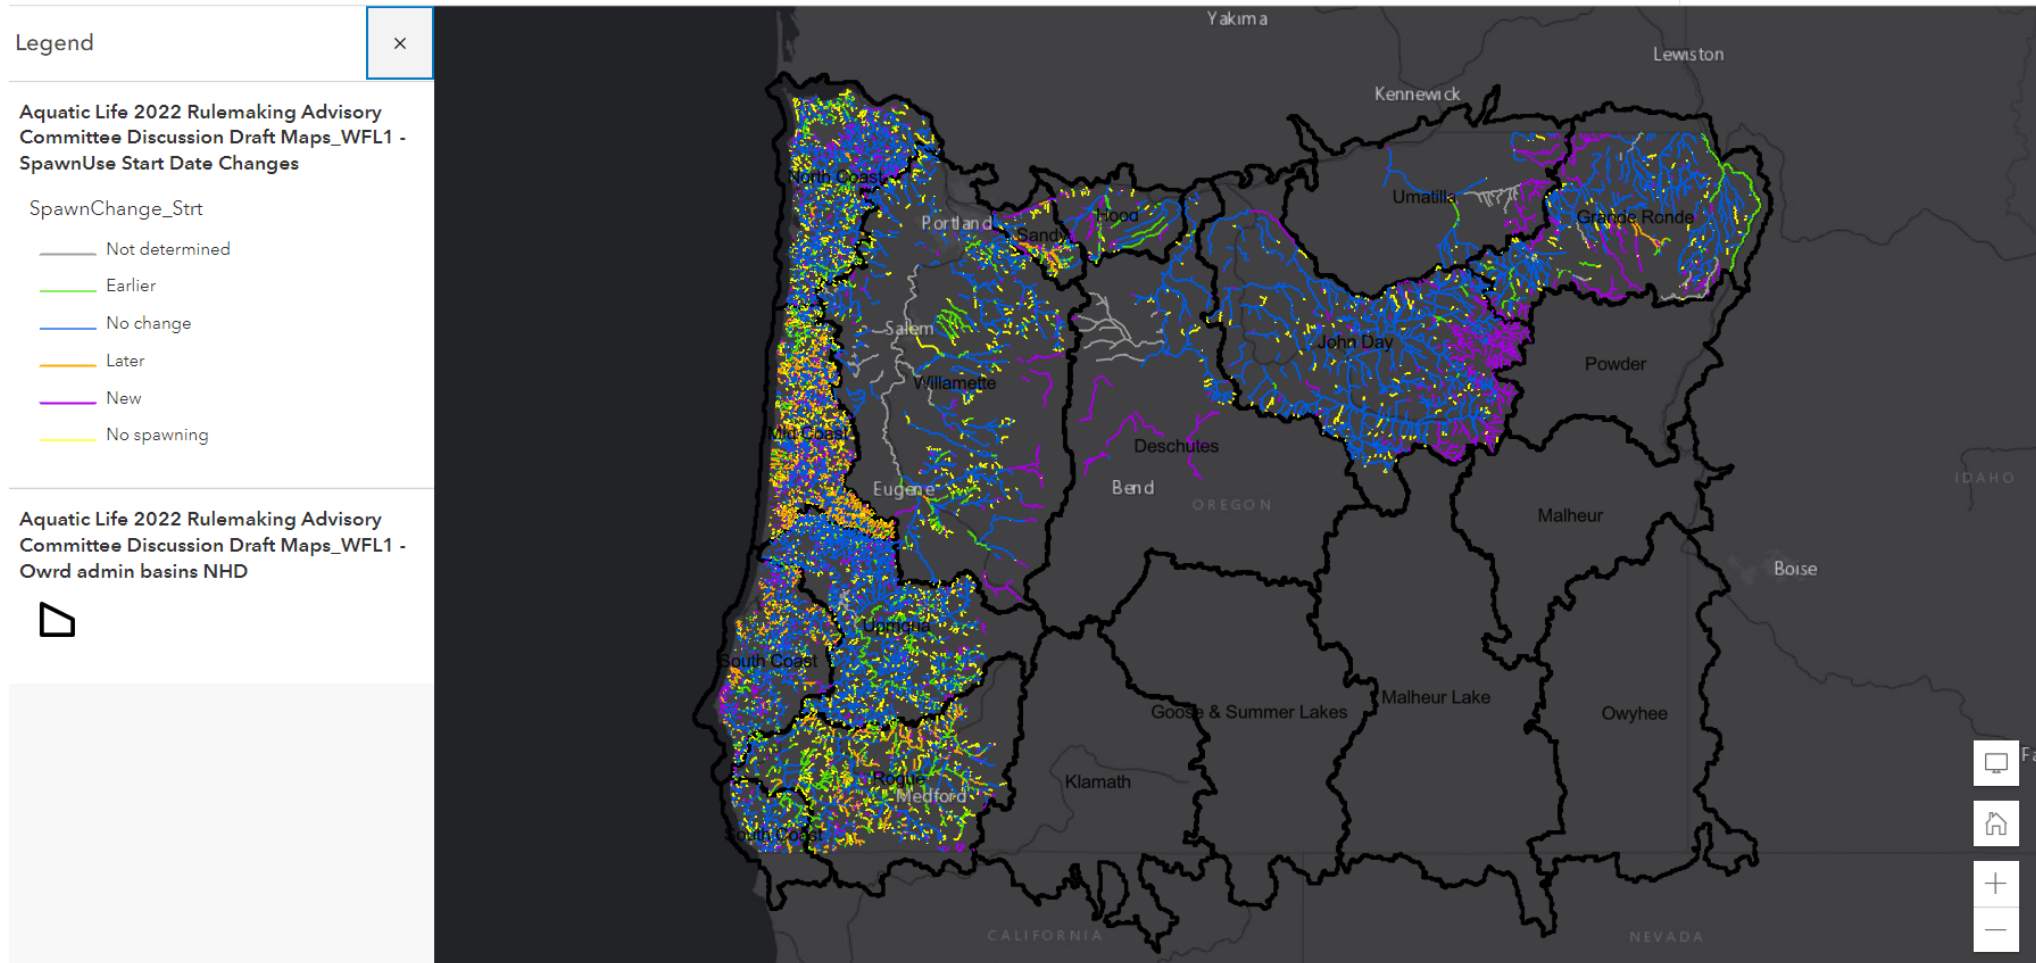 Legend
Aquatic Life 2022 Rulemaking Advisory
Committee Discussion Draft Maps_WFL1 -
SpawnUse Start Date Changes
SpawnChange_Strt
Not determined
Earlier
No change
Later
New
No spawning
Aquatic Life 2022 Rulemaking Advisory
Committee Discussion Draft Maps_WFL1 -
Owrd admin basins NHD
Yakima
Lewiston
Kennewick
North Coast
Portland
Sandy
Hood
Umatilla
Grande Ronde
Salem
Willamette
John Day
Powder
Mid Coast
Deschutes
Eugene
Bend
OREGON
IDAHO
Malheur
Boise
Umpqua
South Coast
Goose & Summer Lakes
Malheur Lake
Owyhee
Rogue
Medford
Klamath
South Coast
Fa
CALIFORNIA
NEVADA